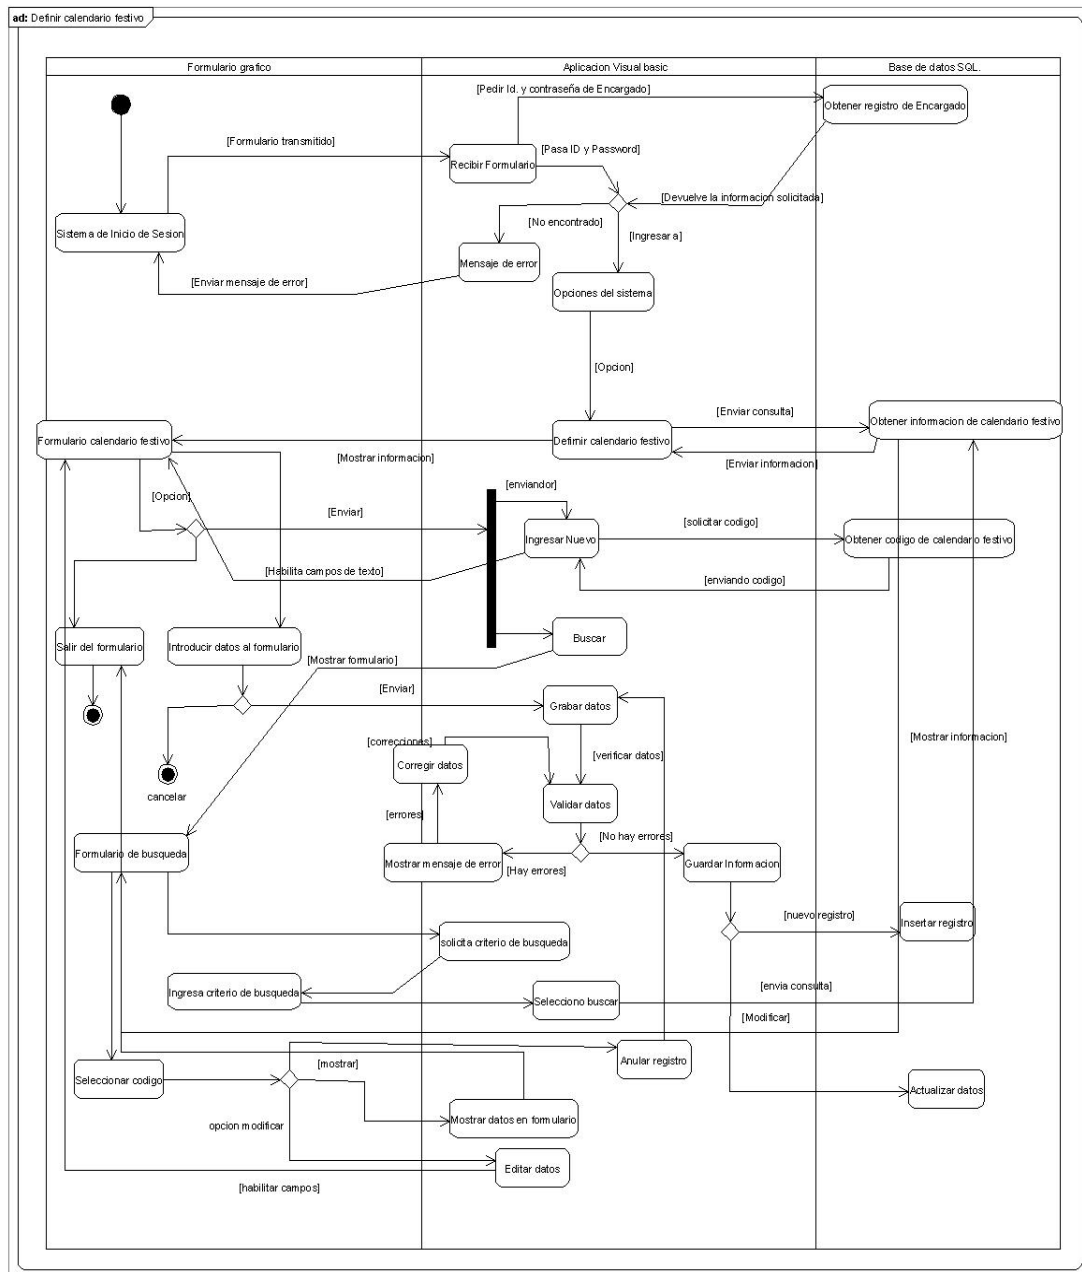 ad: Definir calendario festivo
Formulario grafico
Aplicacion Visual basic
Base de datos SQL.
[Pedir Id. y contraseña de Encargado]
Obtener registro de Encargado
[Formulario transmitido]
[Pasa ID y Password]
Recibir Formulario
[Devuelve la informacion solicitada]
Sistema de Inicio de Sesion
[No encontrado]
[Ingresar a]
Mensaje de error
[Enviar mensaje de error]
Opciones del sistema
[Opcion]
[Enviar consulta]
Obtener informacion de calendario festivo
Formulario calendario festivo
Definir calendario festivo
[Mostrar informacion]
[Enviar informacion]
[enviandor]
[Opcion]
[Enviar]
[solicitar codigo]
Ingresar Nuevo
Obtener codigo de calendario festivo
[Habilita campos de texto]
[enviando codigo]
Salir del formulario
Introducir datos al formulario
Buscar
[Mostrar formulario]
[Enviar]
Grabar datos
[Mostrar informacion]
[correcciones]
[verificar datos]
Corregir datos
cancelar
Validar datos
[errores]
[No hay errores]
Formulario de busqueda
Mostrar mensaje de error
[Hay errores]
Guardar Informacion
[nuevo registro]
Insertar registro
solicita criterio de busqueda
Ingresa criterio de busqueda
Selecciono buscar
[envia consulta]
[Modificar]
[mostrar]
Anular registro
Seleccionar codigo
Actualizar datos
Mostrar datos en formulario
opcion modificar
Editar datos
[habilitar campos]